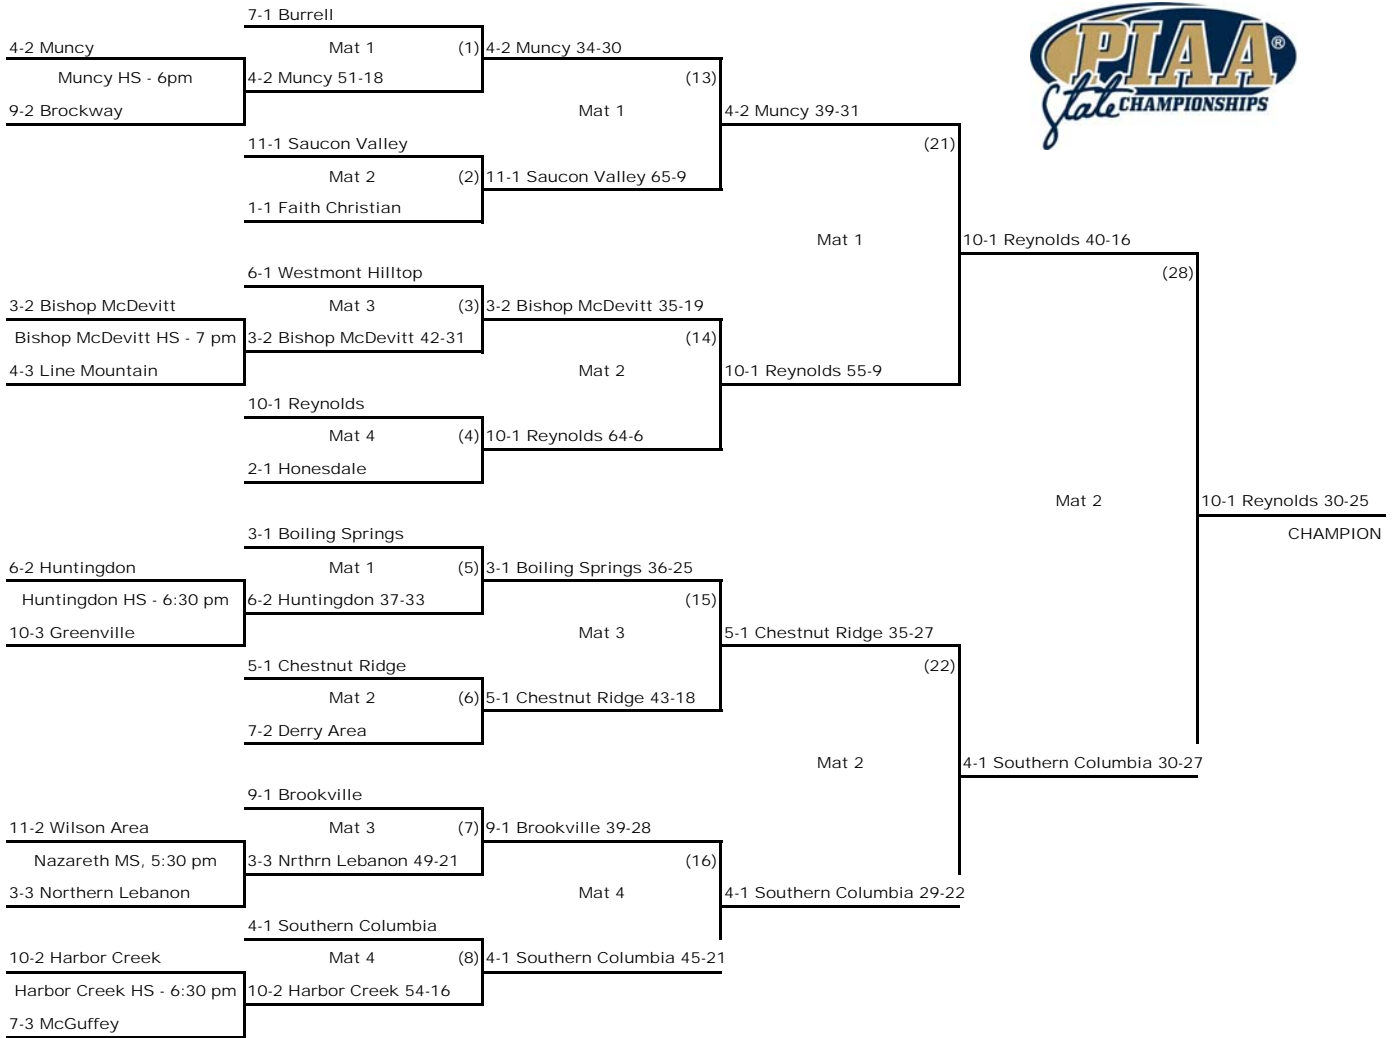 7-1 Burrell
4-2 Muncy
Mat 1
(1)
4-2 Muncy 34-30
Muncy HS - 6pm
4-2 Muncy 51-18
(13)
9-2 Brockway
Mat 1
4-2 Muncy 39-31
PIAA®
State CHAMPIONSHIPS
11-1 Saucon Valley
(21)
Mat 2
(2)
11-1 Saucon Valley 65-9
1-1 Faith Christian
Mat 1
10-1 Reynolds 40-16
6-1 Westmont Hilltop
(28)
3-2 Bishop McDevitt
Mat 3
(3)
3-2 Bishop McDevitt 35-19
Bishop McDevitt HS - 7 pm
3-2 Bishop McDevitt 42-31
(14)
4-3 Line Mountain
Mat 2
10-1 Reynolds 55-9
10-1 Reynolds
Mat 4
(4)
10-1 Reynolds 64-6
2-1 Honesdale
Mat 2
10-1 Reynolds 30-25
3-1 Boiling Springs
CHAMPION
6-2 Huntingdon
Mat 1
(5)
3-1 Boiling Springs 36-25
Huntingdon HS - 6:30 pm
6-2 Huntingdon 37-33
(15)
10-3 Greenville
Mat 3
5-1 Chestnut Ridge 35-27
5-1 Chestnut Ridge
(22)
Mat 2
(6)
5-1 Chestnut Ridge 43-18
7-2 Derry Area
Mat 2
4-1 Southern Columbia 30-27
9-1 Brookville
11-2 Wilson Area
Mat 3
(7)
9-1 Brookville 39-28
Nazareth MS, 5:30 pm
3-3 Nrthrn Lebanon 49-21
(16)
3-3 Northern Lebanon
Mat 4
4-1 Southern Columbia 29-22
4-1 Southern Columbia
10-2 Harbor Creek
Mat 4
(8)
4-1 Southern Columbia 45-21
Harbor Creek HS - 6:30 pm
10-2 Harbor Creek 54-16
7-3 McGuffey